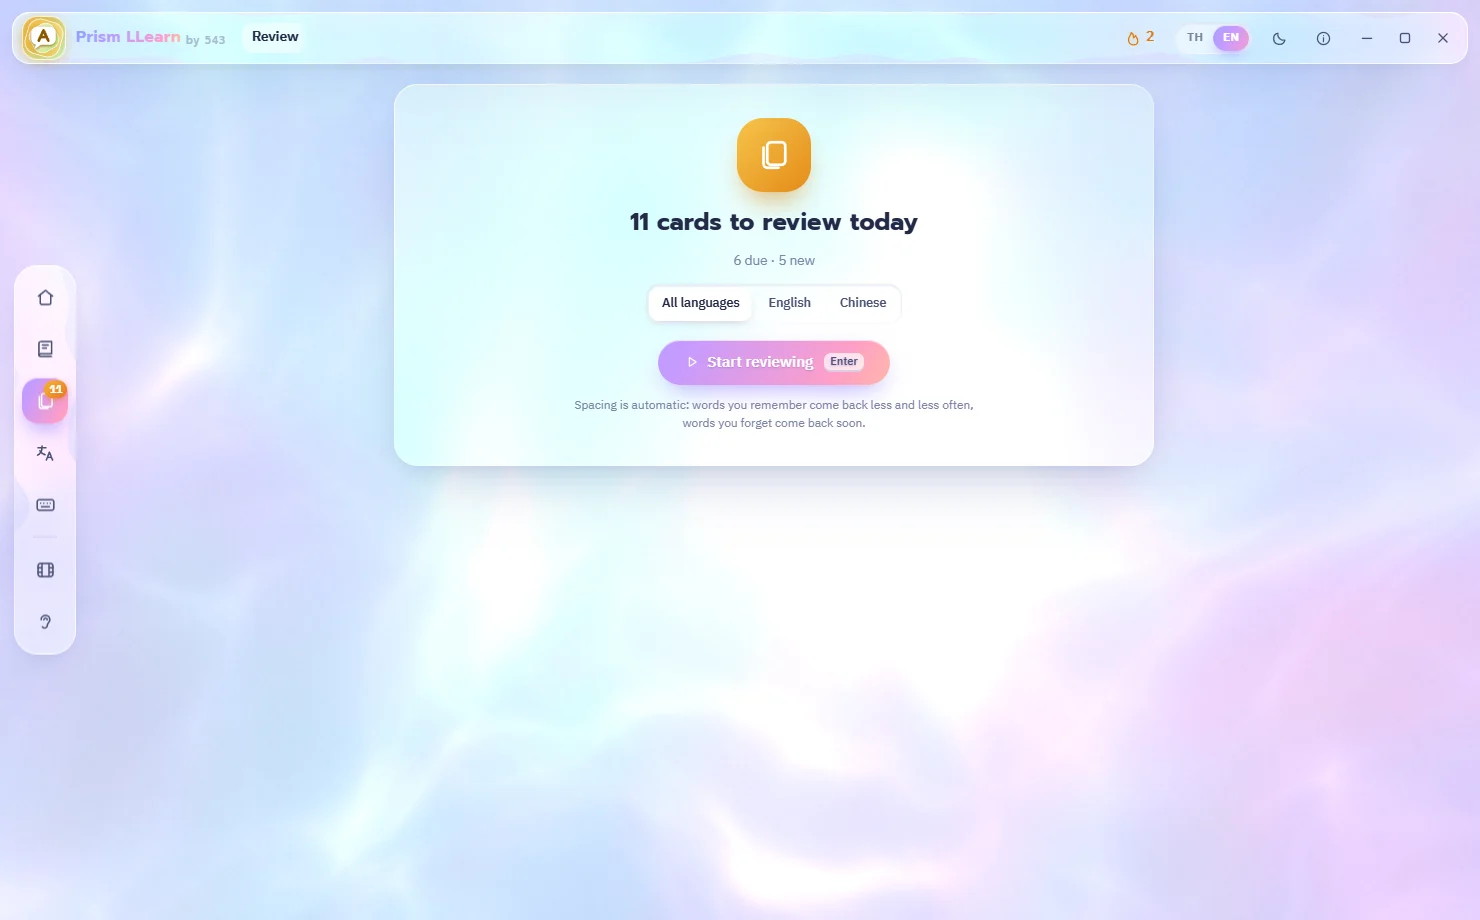 Prism LLearn by 543
Review
2
TH
EN
11 cards to review today
6 due · 5 new
All languages
English
Chinese
Start reviewing Enter
Spacing is automatic: words you remember come back less and less often,
words you forget come back soon.
11